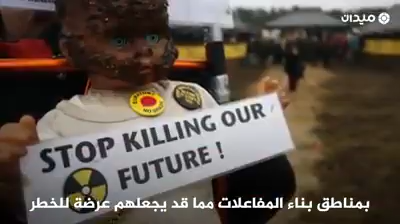 ميدان
STOP KILLING OUR
FUTURE !
بمناطق بناء المفاعلات مما قد يجعلهم عرضة للخطر